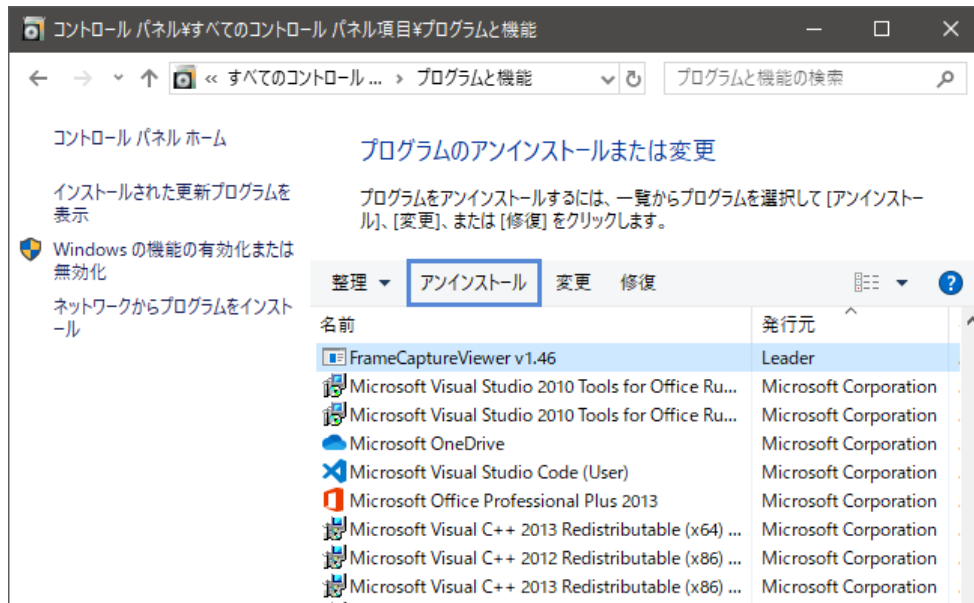 コントロール パネル¥すべてのコントロール パネル項目¥プログラムと機能
« すべてのコントロール ... › プログラムと機能
プログラムと機能の検索
コントロール パネル ホーム
インストールされた更新プログラムを
表示
Windows の機能の有効化または
無効化
ネットワークからプログラムをインスト
ール
プログラムのアンインストールまたは変更
プログラムをアンインストールするには、一覧からプログラムを選択して [アンインストー
ル]、[変更]、または [修復] をクリックします。
整理 アンインストール 変更 修復
名前 発行元
FrameCaptureViewer v1.46 Leader
Microsoft Visual Studio 2010 Tools for Office Ru... Microsoft Corporation
Microsoft Visual Studio 2010 Tools for Office Ru... Microsoft Corporation
Microsoft OneDrive Microsoft Corporation
Microsoft Visual Studio Code (User) Microsoft Corporation
Microsoft Office Professional Plus 2013 Microsoft Corporation
Microsoft Visual C++ 2013 Redistributable (x64) ... Microsoft Corporation
Microsoft Visual C++ 2012 Redistributable (x86) ... Microsoft Corporation
Microsoft Visual C++ 2013 Redistributable (x86) ... Microsoft Corporation